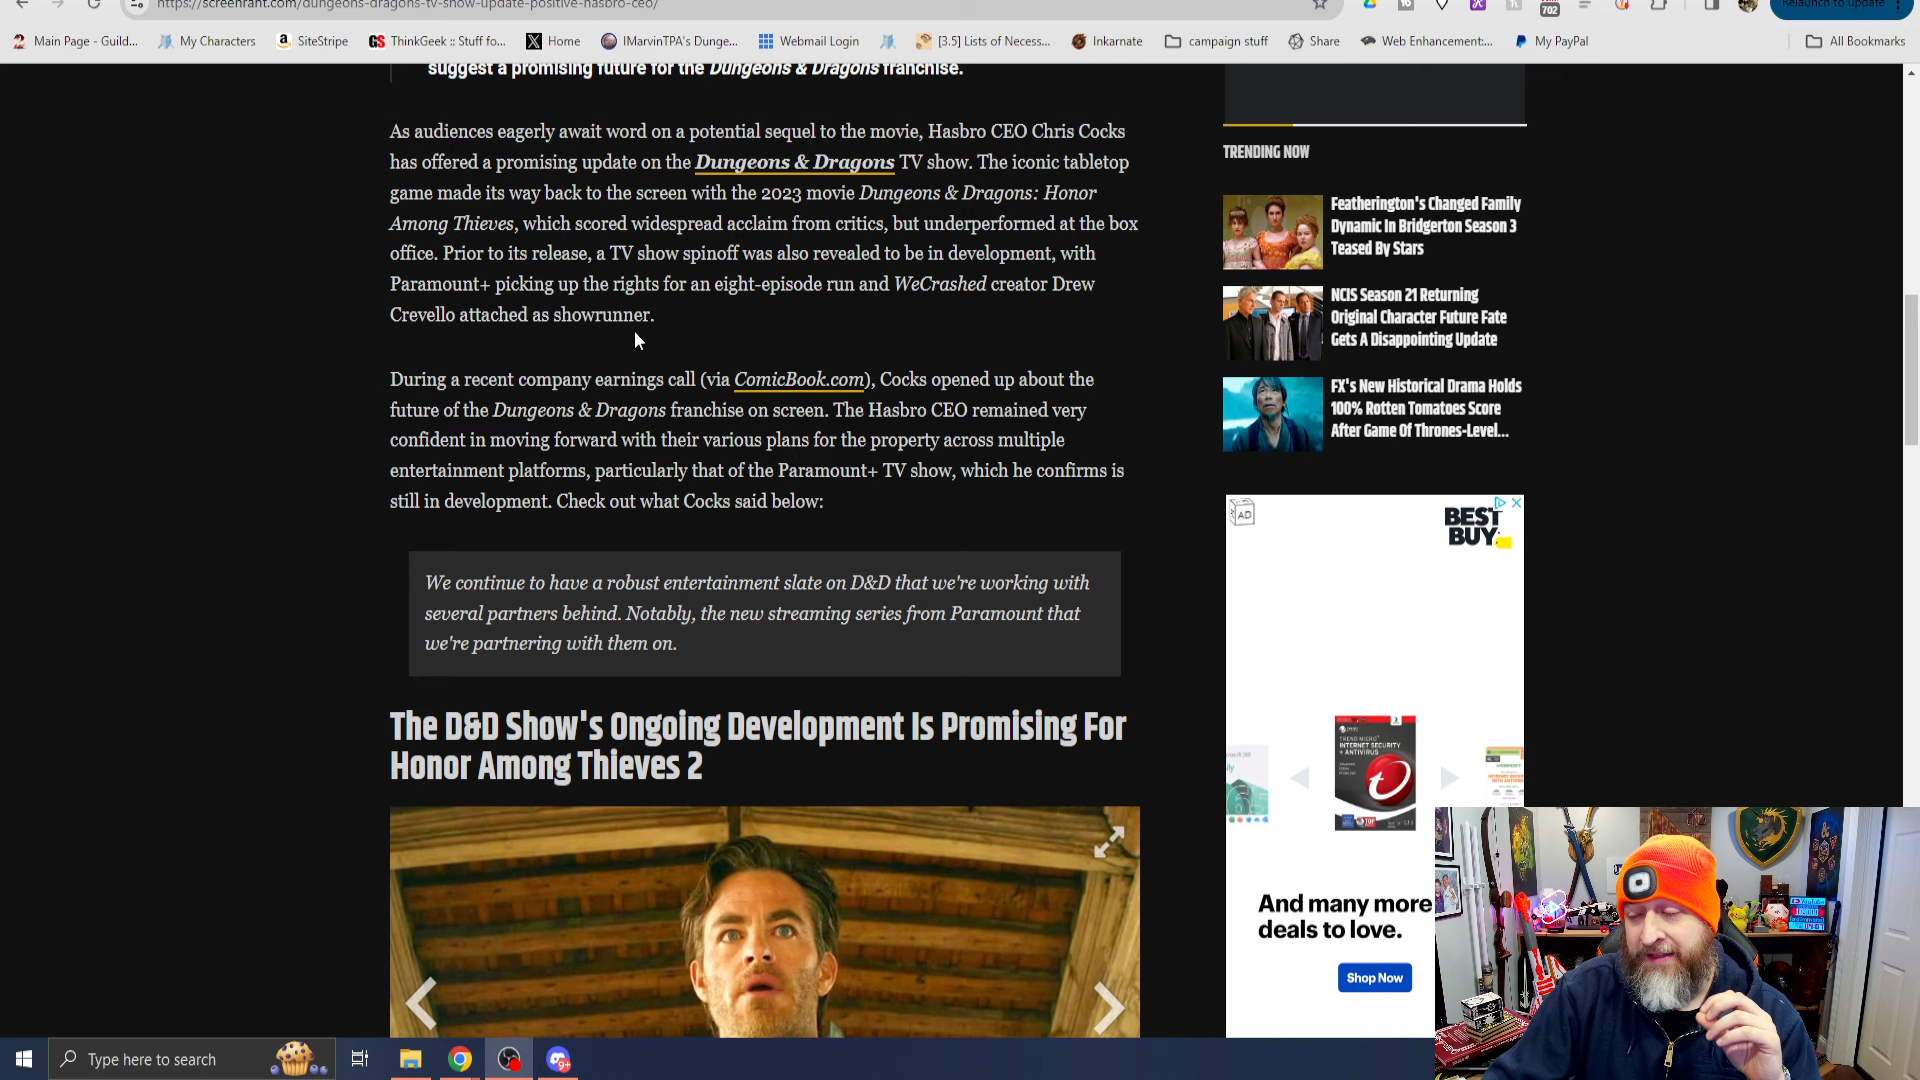 https://screenrant.com/dungeons-dragons-tv-show-update-positive-hasbro-ceo/
702
Relaunch to update
Main Page - Guild...
My Characters
SiteStripe
ThinkGeek :: Stuff fo...
Home
IMarvinTPA's Dunge...
Webmail Login
[3.5] Lists of Necess...
Inkarnate
campaign stuff
Share
Web Enhancement:...
My PayPal
All Bookmarks
suggest a promising future for the Dungeons & Dragons franchise.
As audiences eagerly await word on a potential sequel to the movie, Hasbro CEO Chris Cocks
has offered a promising update on the Dungeons & Dragons TV show. The iconic tabletop
game made its way back to the screen with the 2023 movie Dungeons & Dragons: Honor
Among Thieves, which scored widespread acclaim from critics, but underperformed at the box
office. Prior to its release, a TV show spinoff was also revealed to be in development, with
Paramount+ picking up the rights for an eight-episode run and WeCrashed creator Drew
Crevello attached as showrunner.
During a recent company earnings call (via ComicBook.com), Cocks opened up about the
future of the Dungeons & Dragons franchise on screen. The Hasbro CEO remained very
confident in moving forward with their various plans for the property across multiple
entertainment platforms, particularly that of the Paramount+ TV show, which he confirms is
still in development. Check out what Cocks said below:
We continue to have a robust entertainment slate on D&D that we're working with
several partners behind. Notably, the new streaming series from Paramount that
we're partnering with them on.
The D&D Show's Ongoing Development Is Promising For
Honor Among Thieves 2
TRENDING NOW
Featherington's Changed Family
Dynamic In Bridgerton Season 3
Teased By Stars
NCIS Season 21 Returning
Original Character Future Fate
Gets A Disappointing Update
FX's New Historical Drama Holds
100% Rotten Tomatoes Score
After Game Of Thrones-Level...
AD
BEST
BUY
TREND MICRO
INTERNET SECURITY
+ ANTIVIRUS
And many more
deals to love.
Shop Now
YouTube
Type here to search
9+